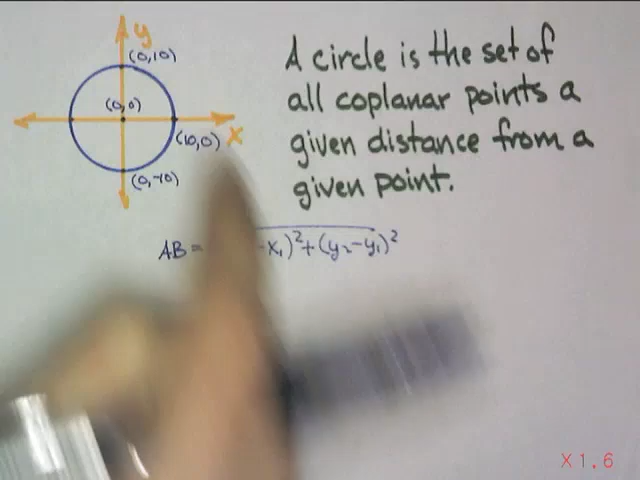 y
(0,10)
(0,0)
(10,0) x
(0,-10)
A circle is the set of
all coplanar points a
given distance from a
given point.
AB = -x₁)²+(y₂-y₁)²
X1.6